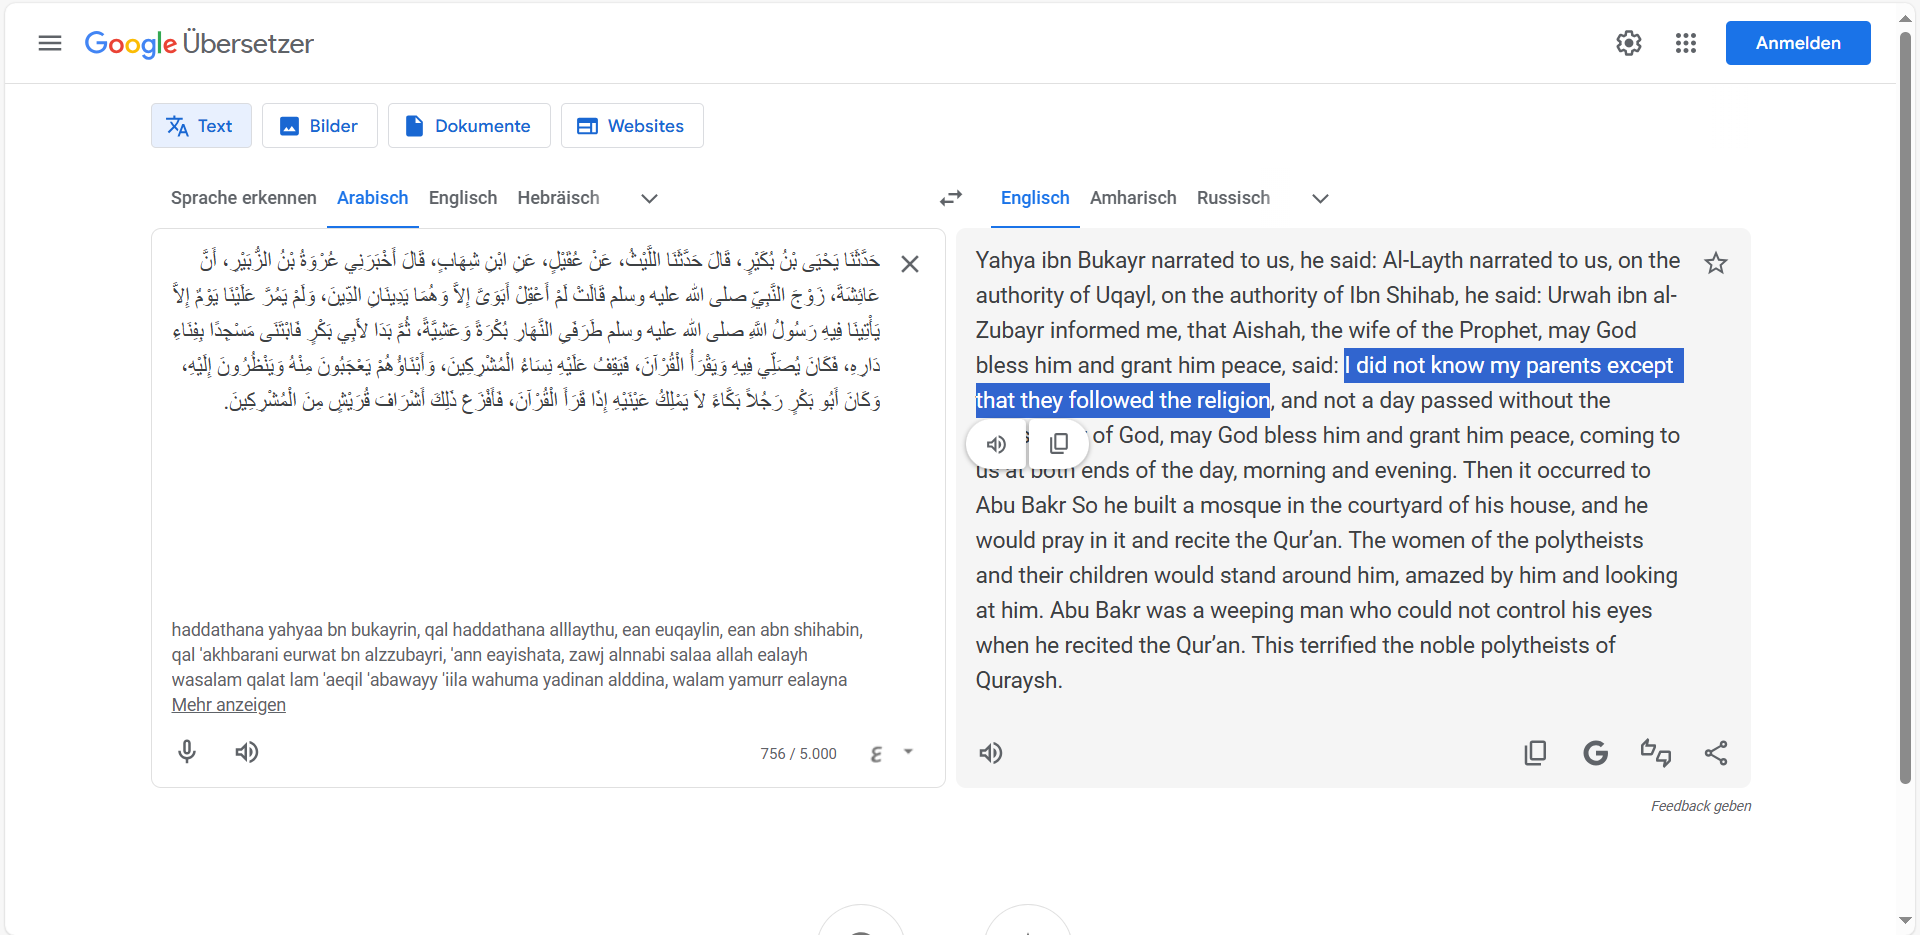 Google Übersetzer
Anmelden
Text
Bilder
Dokumente
Websites
Sprache erkennen
Arabisch
Englisch
Hebräisch
Englisch
Amharisch
Russisch
حَدَّثَنَا يَحْيَى بْنُ بُكَيْرٍ، قَالَ حَدَّثَنَا اللَّيْثُ، عَنْ عُقَيْلٍ، عَنِ ابْنِ شِهَابٍ، قَالَ أَخْبَرَنِي عُرْوَةُ بْنُ الزُّبَيْرِ، أَنَّ
عَائِشَةَ، زَوْجَ النَّبِيِّ صلى الله عليه وسلم قَالَتْ لَمْ أَعْقِلْ أَبَوَىَّ إِلاَّ وَهُمَا يَدِينَانِ الدِّينَ، وَلَمْ يَمُرَّ عَلَيْنَا يَوْمٌ إِلاَّ
يَأْتِينَا فِيهِ رَسُولُ اللَّهِ صلى الله عليه وسلم طَرَفَىِ النَّهَارِ بُكْرَةً وَعَشِيَّةً، ثُمَّ بَدَا لأَبِي بَكْرٍ فَابْتَنَى مَسْجِدًا بِفِنَاءِ
دَارِهِ، فَكَانَ يُصَلِّي فِيهِ وَيَقْرَأُ الْقُرْآنَ، فَيَقِفُ عَلَيْهِ نِسَاءُ الْمُشْرِكِينَ، وَأَبْنَاؤُهُمْ يَعْجَبُونَ مِنْهُ وَيَنْظُرُونَ إِلَيْهِ،
وَكَانَ أَبُو بَكْرٍ رَجُلاً بَكَّاءً لاَ يَمْلِكُ عَيْنَيْهِ إِذَا قَرَأَ الْقُرْآنَ، فَأَفْزَعَ ذَلِكَ أَشْرَافَ قُرَيْشٍ مِنَ الْمُشْرِكِينَ.
haddathana yahyaa bn bukayrin, qal haddathana alllaythu, ean euqaylin, ean abn shihabin,
qal 'akhbarani eurwat bn alzzubayri, 'ann eayishata, zawj alnnabi salaa allah ealayh
wasalam qalat lam 'aeqil 'abawayy 'iila wahuma yadinan alddina, walam yamurr ealayna
Mehr anzeigen
756 / 5.000
ع
Yahya ibn Bukayr narrated to us, he said: Al-Layth narrated to us, on the
authority of Uqayl, on the authority of Ibn Shihab, he said: Urwah ibn al-
Zubayr informed me, that Aishah, the wife of the Prophet, may God
bless him and grant him peace, said: I did not know my parents except
that they followed the religion, and not a day passed without the
of God, may God bless him and grant him peace, coming to
us at both ends of the day, morning and evening. Then it occurred to
Abu Bakr So he built a mosque in the courtyard of his house, and he
would pray in it and recite the Qur’an. The women of the polytheists
and their children would stand around him, amazed by him and looking
at him. Abu Bakr was a weeping man who could not control his eyes
when he recited the Qur’an. This terrified the noble polytheists of
Quraysh.
Feedback geben